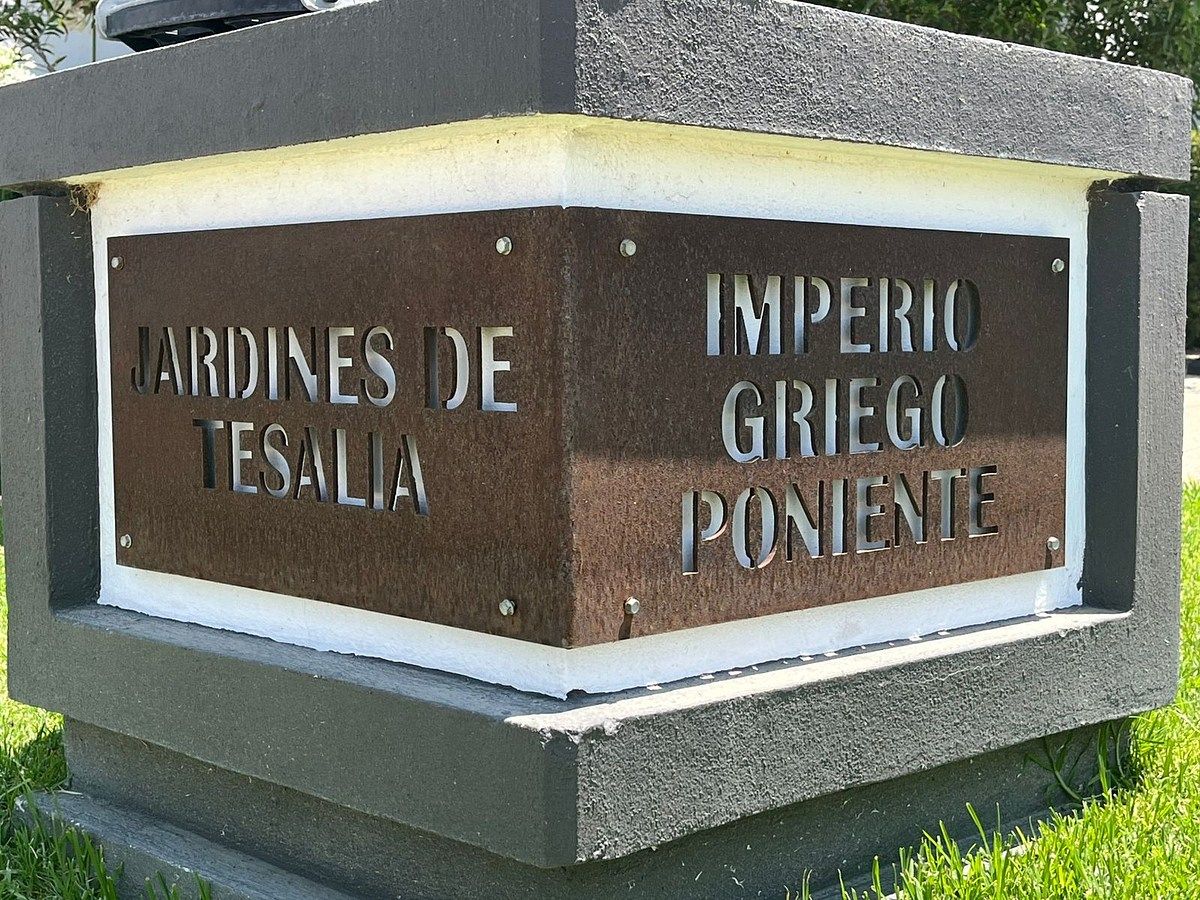 JARDINES DE
TESALIA
IMPERIO
GRIEGO
PONIENTE